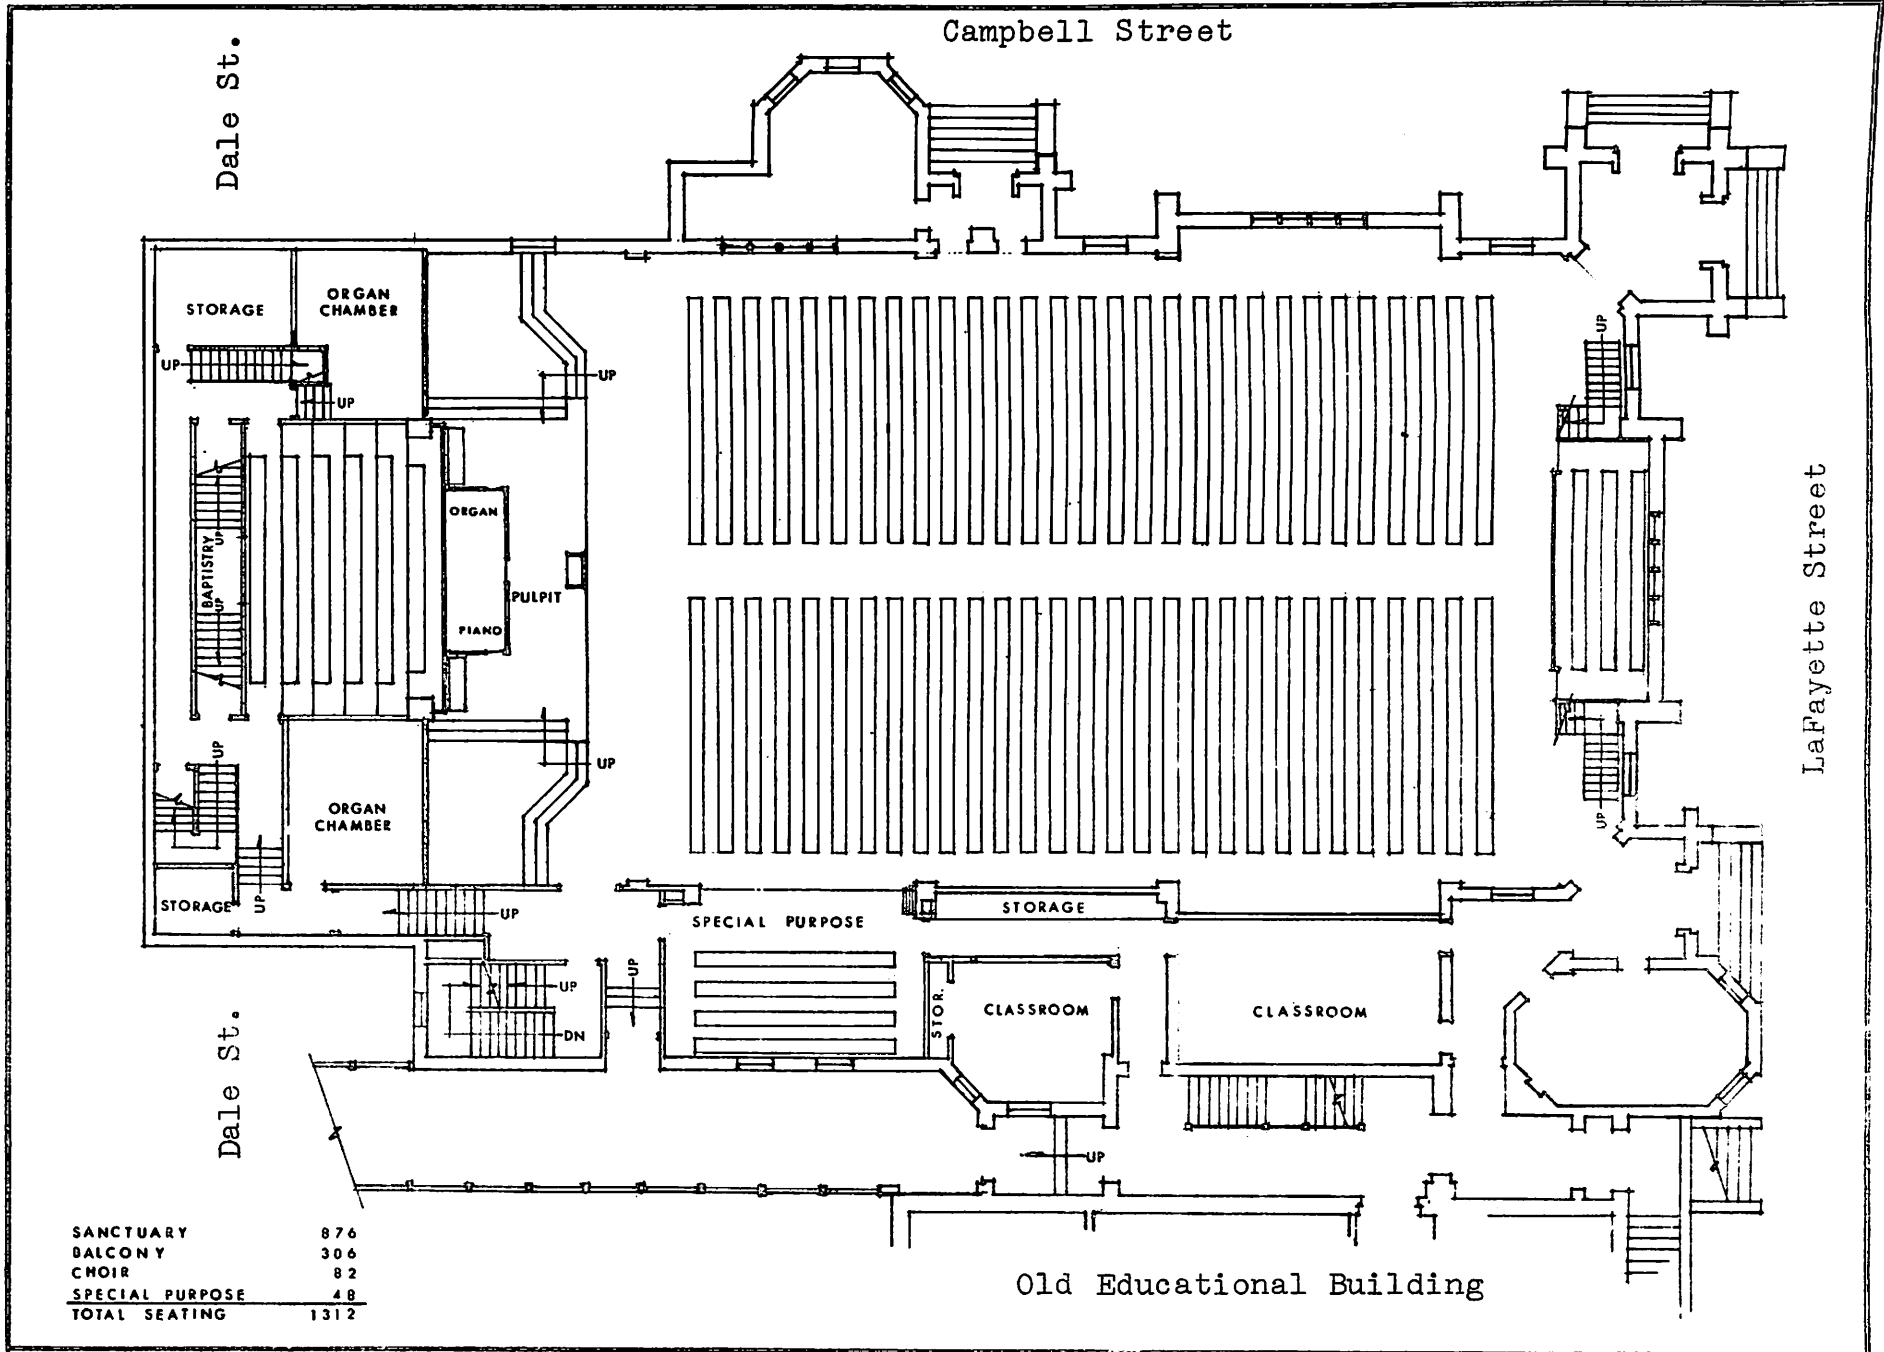 Campbell Street
Dale St.
STORAGE
ORGAN
CHAMBER
UP
UP
UP
UP
ORGAN
BAPTISTRY
UP
UP
PULPIT
PIANO
LaFayette Street
UP
UP
ORGAN
CHAMBER
UP
UP
STORAGE
UP
UP
SPECIAL PURPOSE
STORAGE
UP
UP
DN
STOR.
CLASSROOM
CLASSROOM
Dale St.
UP
SANCTUARY 876
BALCONY 306
CHOIR 82
SPECIAL PURPOSE 48
TOTAL SEATING 1312
Old Educational Building